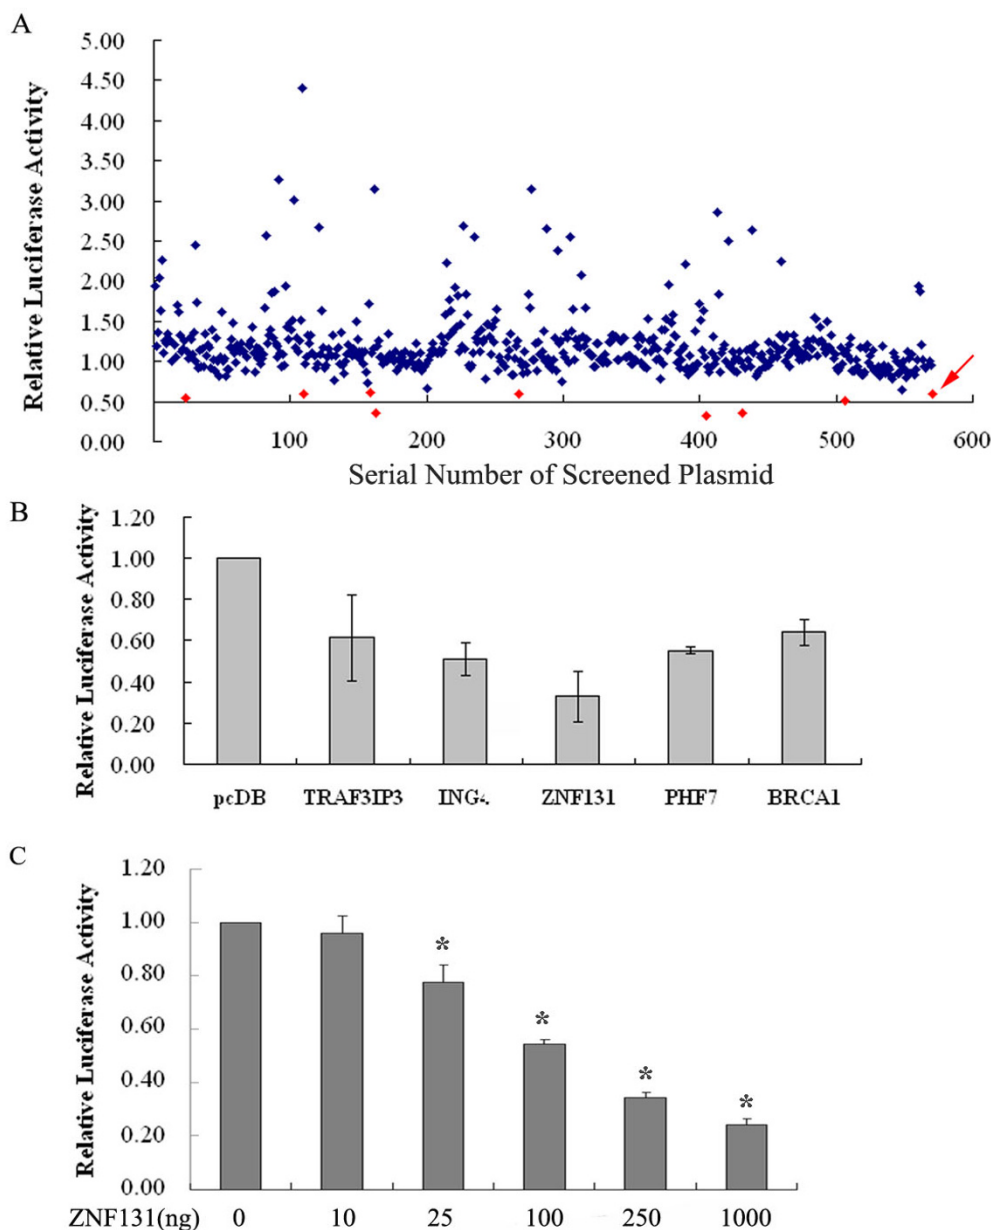 A
Relative Luciferase Activity
5.00
4.50
4.00
3.50
3.00
2.50
2.00
1.50
1.00
0.50
0.00
100 200 300 400 500 600
Serial Number of Screened Plasmid
B
Relative Luciferase Activity
1.20
1.00
0.80
0.60
0.40
0.20
0.00
pcDB TRAF3IP3 ING4. ZNF131 PHF7 BRCA1
C
Relative Luciferase Activity
1.20
1.00
0.80
0.60
0.40
0.20
0.00
* * * *
ZNF131(ng) 0 10 25 100 250 1000